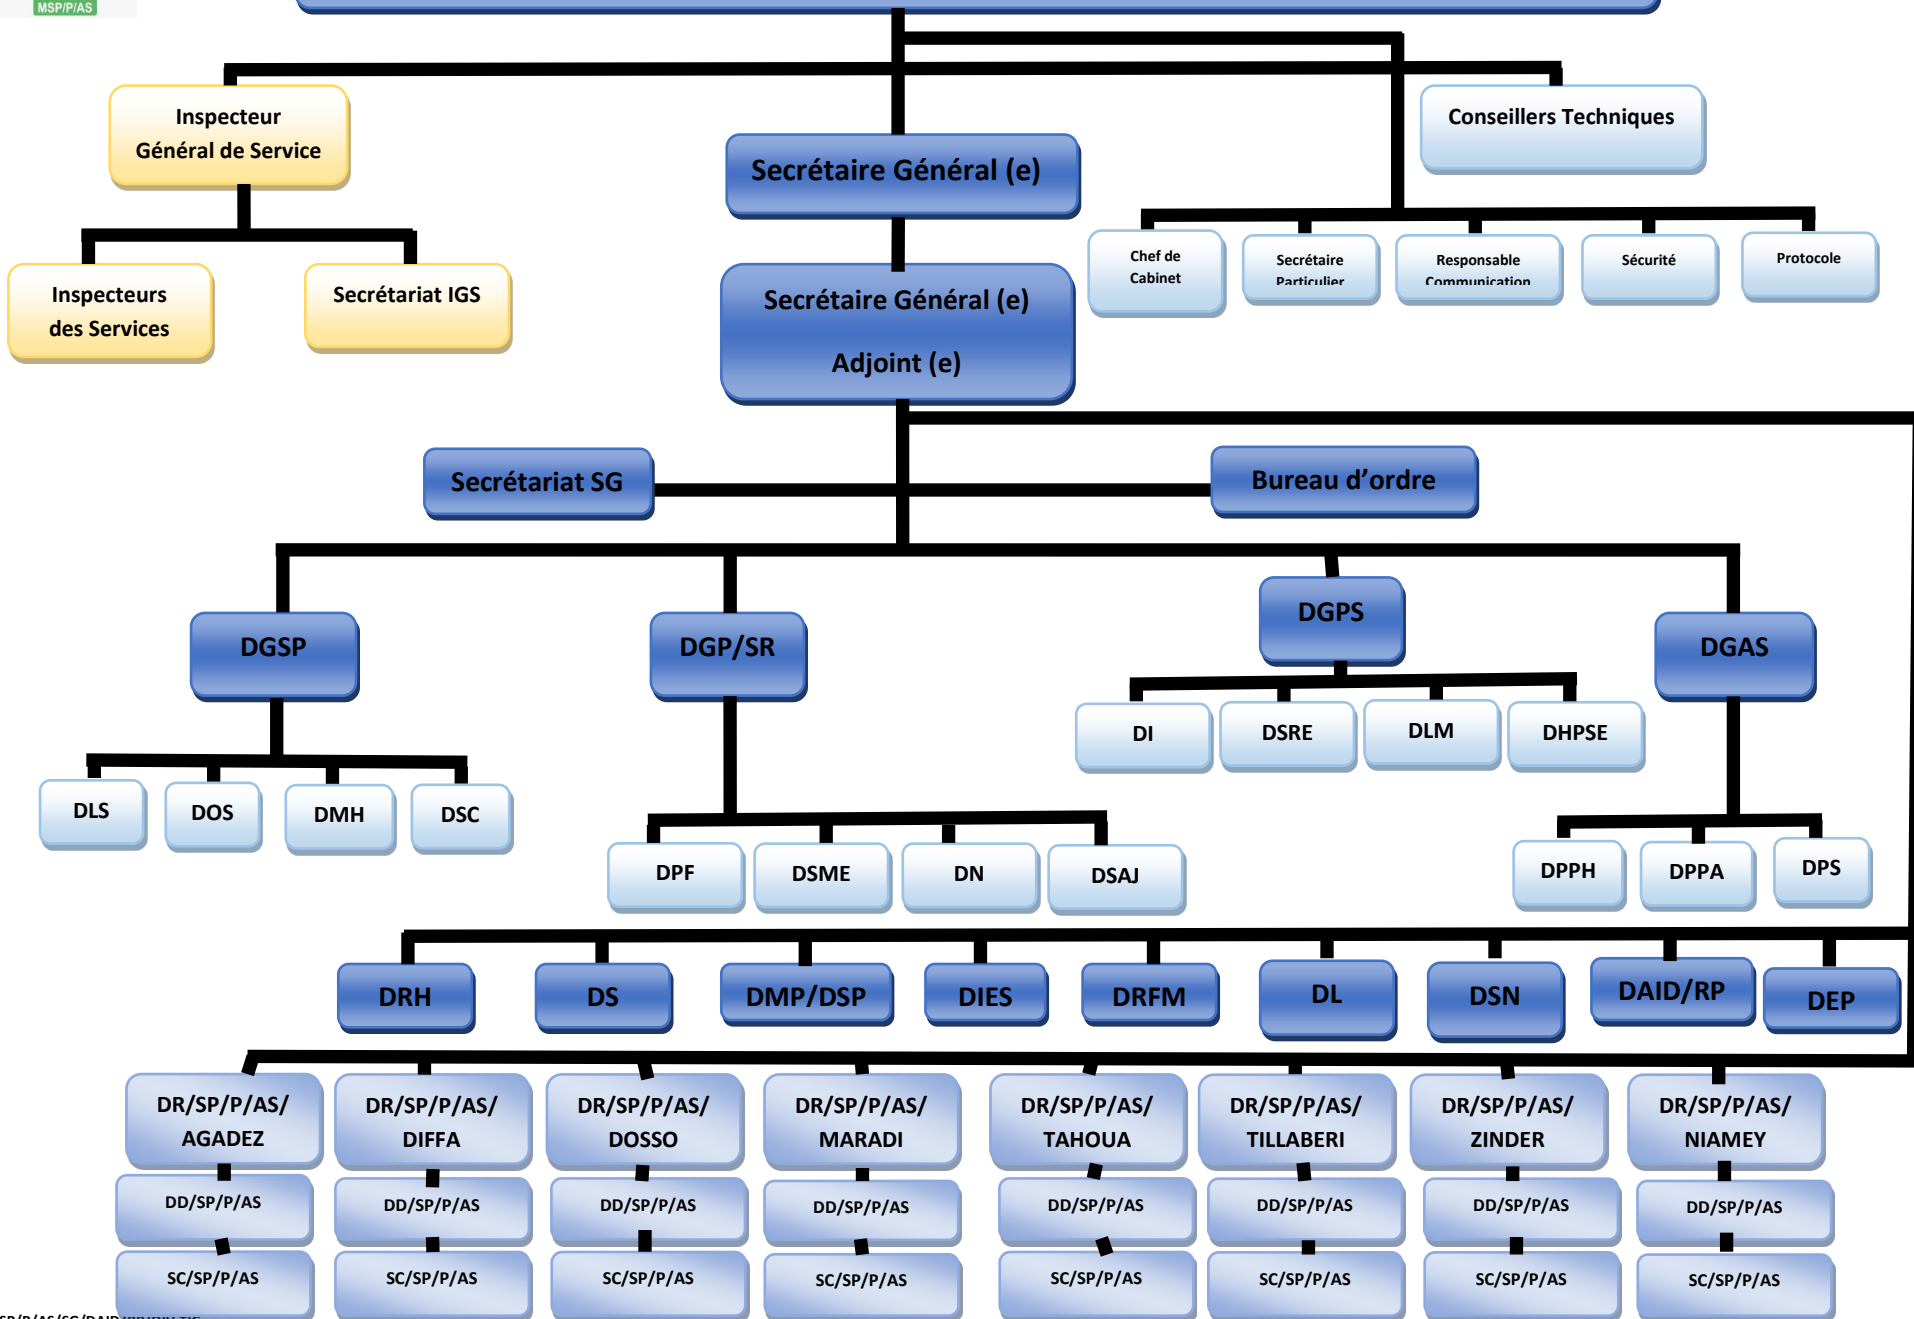 MSP/P/AS
Inspecteur
Général de Service
Conseillers Techniques
Secrétaire Général (e)
Chef de
Cabinet
Secrétaire
Particulier
Responsable
Communication
Sécurité
Protocole
Inspecteurs
des Services
Secrétariat IGS
Secrétaire Général (e)
Adjoint (e)
Secrétariat SG
Bureau d’ordre
DGSP
DGP/SR
DGPS
DGAS
DI
DSRE
DLM
DHPSE
DLS
DOS
DMH
DSC
DPF
DSME
DN
DSAJ
DPPH
DPPA
DPS
DRH
DS
DMP/DSP
DIES
DRFM
DL
DSN
DAID/RP
DEP
DR/SP/P/AS/
AGADEZ
DR/SP/P/AS/
DIFFA
DR/SP/P/AS/
DOSSO
DR/SP/P/AS/
MARADI
DR/SP/P/AS/
TAHOUA
DR/SP/P/AS/
TILLABERI
DR/SP/P/AS/
ZINDER
DR/SP/P/AS/
NIAMEY
DD/SP/P/AS
DD/SP/P/AS
DD/SP/P/AS
DD/SP/P/AS
DD/SP/P/AS
DD/SP/P/AS
DD/SP/P/AS
DD/SP/P/AS
SC/SP/P/AS
SC/SP/P/AS
SC/SP/P/AS
SC/SP/P/AS
SC/SP/P/AS
SC/SP/P/AS
SC/SP/P/AS
SC/SP/P/AS